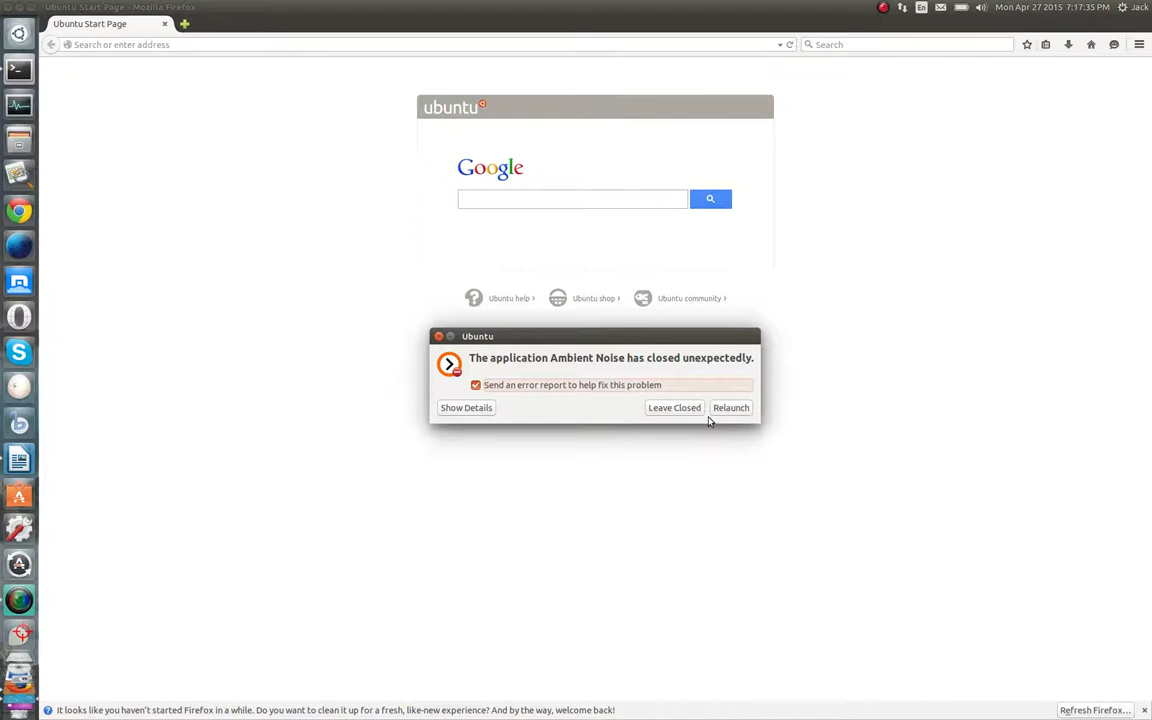 Ubuntu Start Page - Mozilla Firefox
En
Mon Apr 27 2015 7:17:35 PM
Jack
Ubuntu Start Page
Search or enter address
Search
ubuntu
Google
Ubuntu help ›
Ubuntu shop ›
Ubuntu community ›
Ubuntu
The application Ambient Noise has closed unexpectedly.
Send an error report to help fix this problem
Show Details
Leave Closed
Relaunch
It looks like you haven't started Firefox in a while. Do you want to clean it up for a fresh, like-new experience? And by the way, welcome back!
Refresh Firefox...